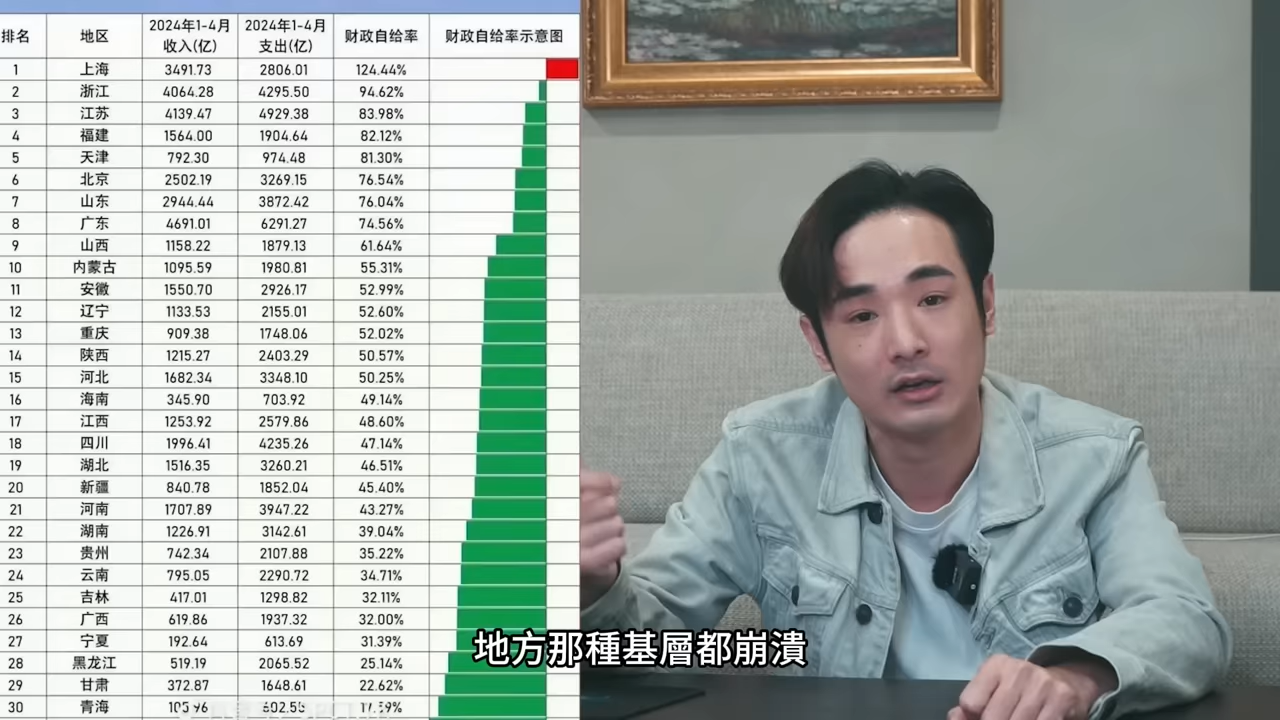 排名 地区 2024年1-4月收入(亿) 2024年1-4月支出(亿) 财政自给率 财政自给率示意图
1 上海 3491.73 2806.01 124.44%
2 浙江 4064.28 4295.50 94.62%
3 江苏 4139.47 4929.38 83.98%
4 福建 1564.00 1904.64 82.12%
5 天津 792.30 974.48 81.30%
6 北京 2502.19 3269.15 76.54%
7 山东 2944.44 3872.42 76.04%
8 广东 4691.01 6291.27 74.56%
9 山西 1158.22 1879.13 61.64%
10 内蒙古 1095.59 1980.81 55.31%
11 安徽 1550.70 2926.17 52.99%
12 辽宁 1133.53 2155.01 52.60%
13 重庆 909.38 1748.06 52.02%
14 陕西 1215.27 2403.29 50.57%
15 河北 1682.34 3348.10 50.25%
16 海南 345.90 703.92 49.14%
17 江西 1253.92 2579.86 48.60%
18 四川 1996.41 4235.26 47.14%
19 湖北 1516.35 3260.21 46.51%
20 新疆 840.78 1852.04 45.40%
21 河南 1707.89 3947.22 43.27%
22 湖南 1226.91 3142.61 39.04%
23 贵州 742.34 2107.88 35.22%
24 云南 795.05 2290.72 34.71%
25 吉林 417.01 1298.82 32.11%
26 广西 619.86 1937.32 32.00%
27 宁夏 192.64 613.69 31.39%
28 黑龙江 519.19 2065.52 25.14%
29 甘肃 372.87 1648.61 22.62%
30 青海
地方那種基層都崩潰